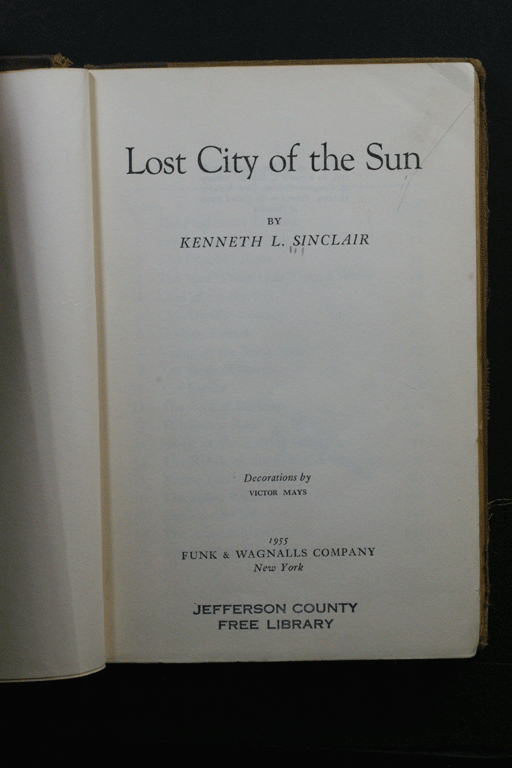 Lost City of the Sun
BY
KENNETH L. SINCLAIR
Decorations by
VICTOR MAYS
1955
FUNK & WAGNALLS COMPANY
New York
JEFFERSON COUNTY
FREE LIBRARY